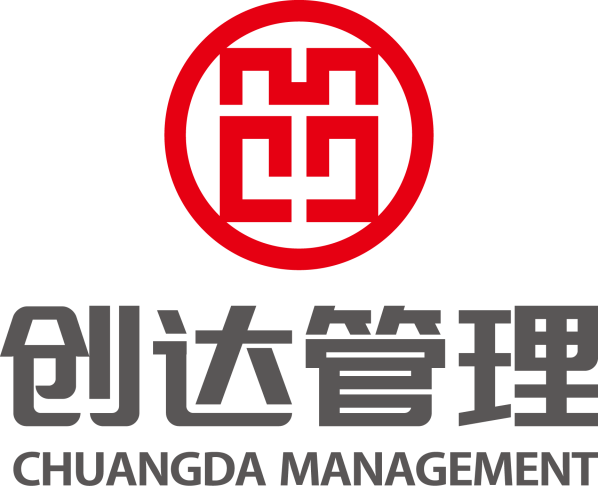 创达管理
CHUANGDA MANAGEMENT